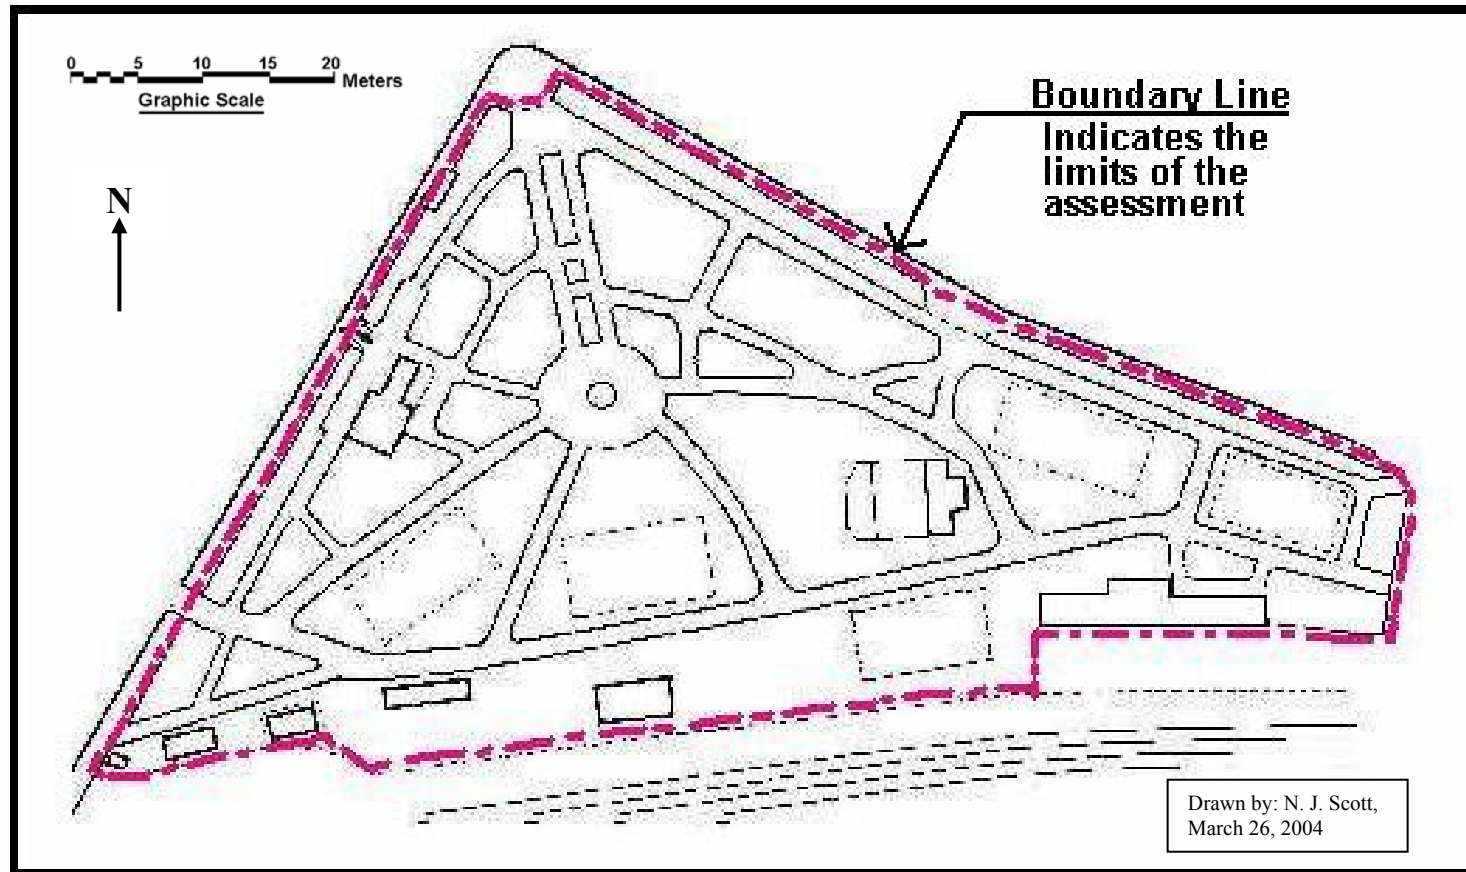 0 5 10 15 20 Meters
Graphic Scale
N
Boundary Line
Indicates the
limits of the
assessment
Drawn by: N. J. Scott,
March 26, 2004